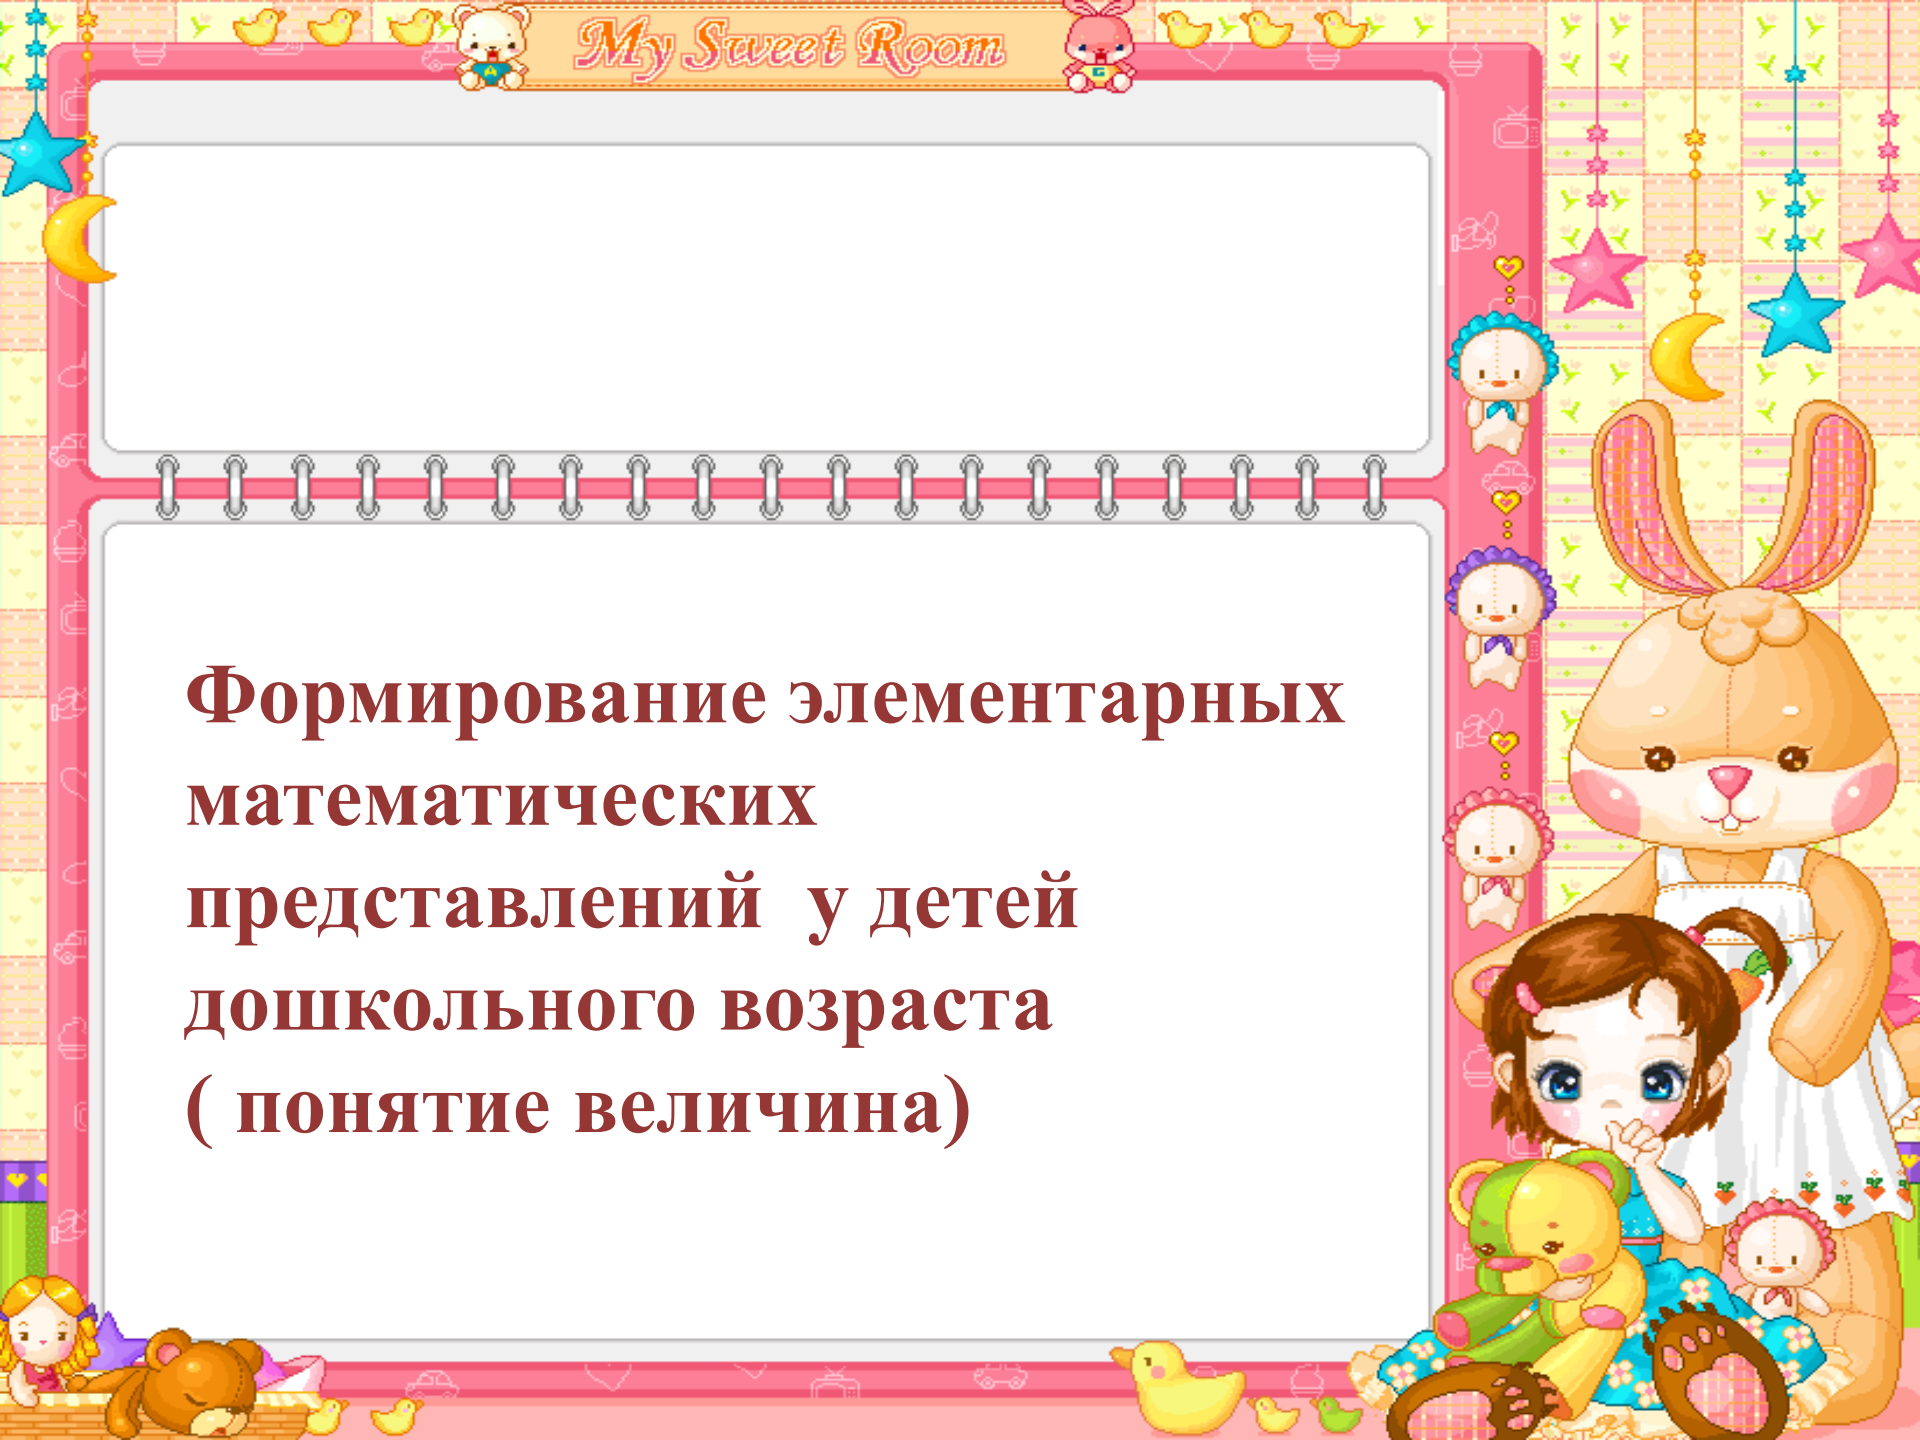 My Sweet Room
A
G
Формирование элементарных
математических
представлений  у детей
дошкольного возраста
( понятие величина)